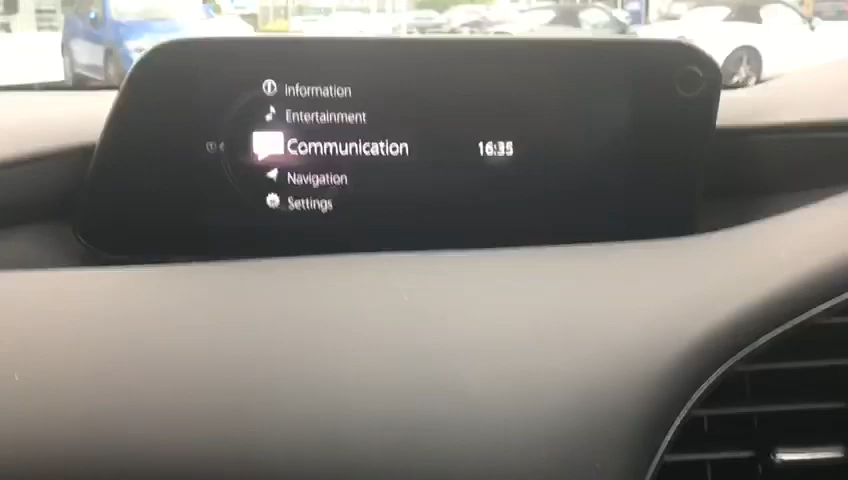 Information
Entertainment
Communication
16:35
Navigation
Settings